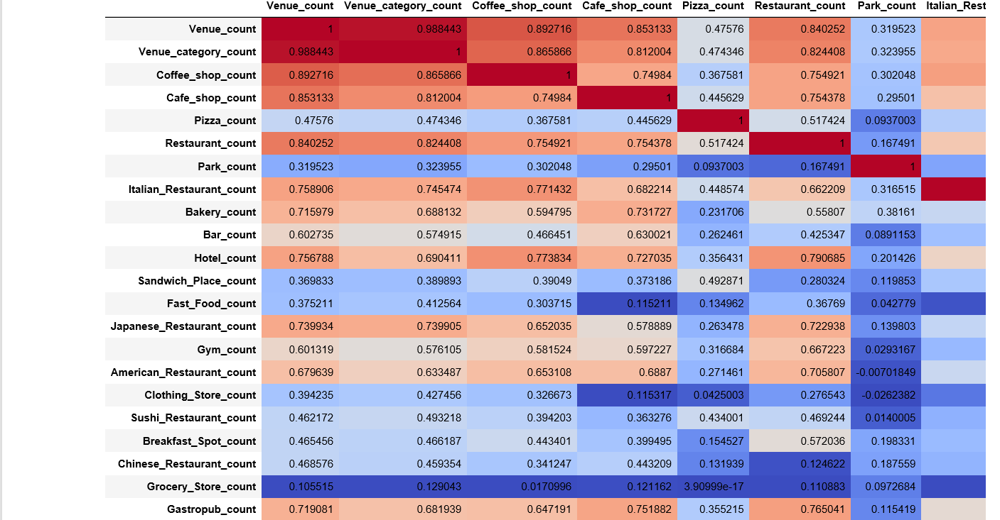 Venue_count Venue_category_count Coffee_shop_count Cafe_shop_count Pizza_count Restaurant_count Park_count Italian_Rest
Venue_count 1 0.988443 0.892716 0.853133 0.47576 0.840252 0.319523
Venue_category_count 0.988443 1 0.865866 0.812004 0.474346 0.824408 0.323955
Coffee_shop_count 0.892716 0.865866 1 0.74984 0.367581 0.754921 0.302048
Cafe_shop_count 0.853133 0.812004 0.74984 1 0.445629 0.754378 0.29501
Pizza_count 0.47576 0.474346 0.367581 0.445629 1 0.517424 0.0937003
Restaurant_count 0.840252 0.824408 0.754921 0.754378 0.517424 1 0.167491
Park_count 0.319523 0.323955 0.302048 0.29501 0.0937003 0.167491 1
Italian_Restaurant_count 0.758906 0.745474 0.771432 0.682214 0.448574 0.662209 0.316515
Bakery_count 0.715979 0.688132 0.594795 0.731727 0.231706 0.55807 0.38161
Bar_count 0.602735 0.574915 0.466451 0.630021 0.262461 0.425347 0.0891153
Hotel_count 0.756788 0.690411 0.773834 0.727035 0.356431 0.790685 0.201426
Sandwich_Place_count 0.369833 0.389893 0.39049 0.373186 0.492871 0.280324 0.119853
Fast_Food_count 0.375211 0.412564 0.303715 0.115211 0.134962 0.36769 0.042779
Japanese_Restaurant_count 0.739934 0.739905 0.652035 0.578889 0.263478 0.722938 0.139803
Gym_count 0.601319 0.576105 0.581524 0.597227 0.316684 0.667223 0.0293167
American_Restaurant_count 0.679639 0.633487 0.653108 0.6887 0.271461 0.705807 -0.00701849
Clothing_Store_count 0.394235 0.427456 0.326673 0.115317 0.0425003 0.276543 -0.0262382
Sushi_Restaurant_count 0.462172 0.493218 0.394203 0.363276 0.434001 0.469244 0.0140005
Breakfast_Spot_count 0.465456 0.466187 0.443401 0.399495 0.154527 0.572036 0.198331
Chinese_Restaurant_count 0.468576 0.459354 0.341247 0.443209 0.131939 0.124622 0.187559
Grocery_Store_count 0.105515 0.129043 0.0170996 0.121162 3.90999e-17 0.110883 0.0972684
Gastropub_count 0.719081 0.681939 0.647191 0.751882 0.355215 0.765041 0.115419